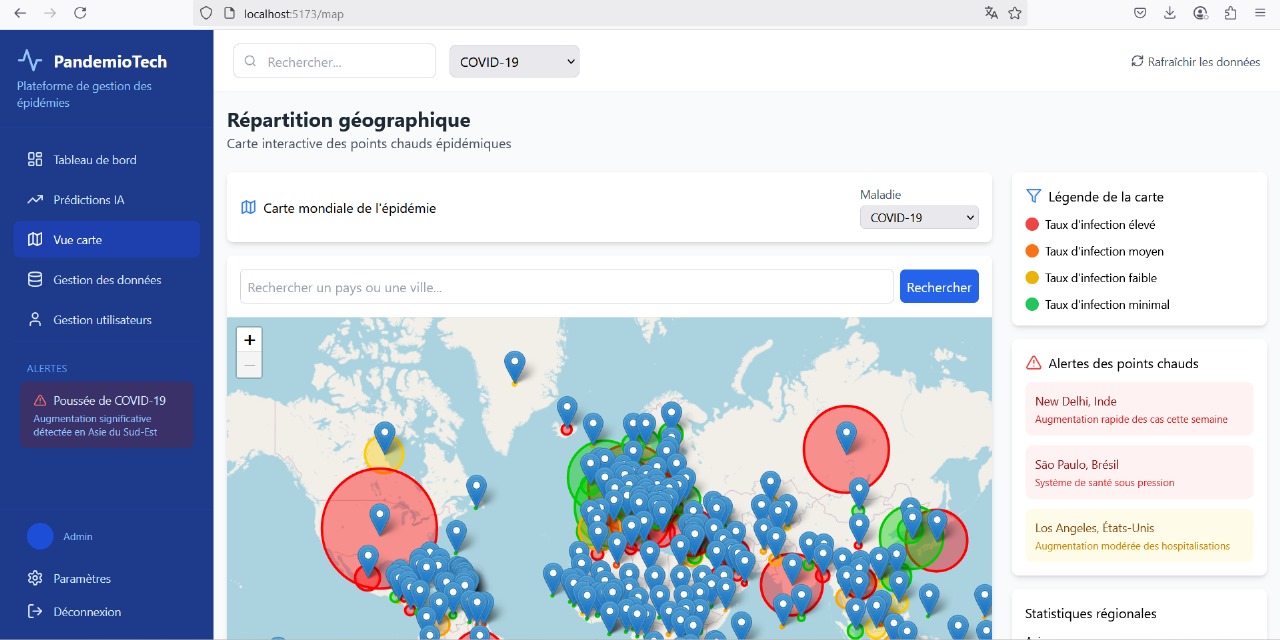 localhost:5173/map
PandemioTech
Plateforme de gestion des
épidémies
Tableau de bord
Prédictions IA
Vue carte
Gestion des données
Gestion utilisateurs
ALERTES
Poussée de COVID-19
Augmentation significative
détectée en Asie du Sud-Est
Admin
Paramètres
Déconnexion
Rechercher...
COVID-19
Rafraîchir les données
Répartition géographique
Carte interactive des points chauds épidémiques
Carte mondiale de l'épidémie
Maladie
COVID-19
Rechercher un pays ou une ville...
Rechercher
+
−
Légende de la carte
Taux d'infection élevé
Taux d'infection moyen
Taux d'infection faible
Taux d'infection minimal
Alertes des points chauds
New Delhi, Inde
Augmentation rapide des cas cette semaine
São Paulo, Brésil
Système de santé sous pression
Los Angeles, États-Unis
Augmentation modérée des hospitalisations
Statistiques régionales